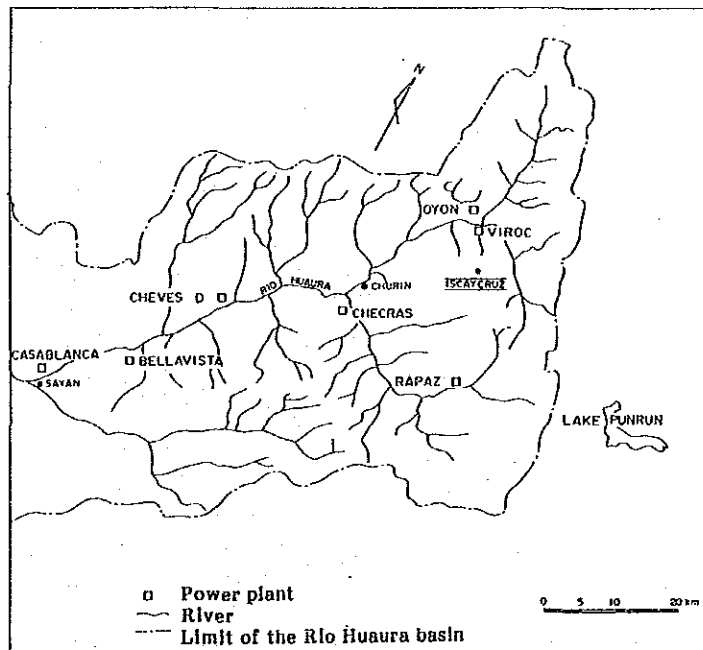 N
OYON
VIROC
ISCAYCRUZ
RIO HUAURA
CHURIN
CHEVES D
CHECRAS
CASABLANCA
BELLAVISTA
SAYAN
RAPAZ
LAKE PUNRUN
Power plant
River
Limit of the Rio Huaura basin
0 5 10 20 km